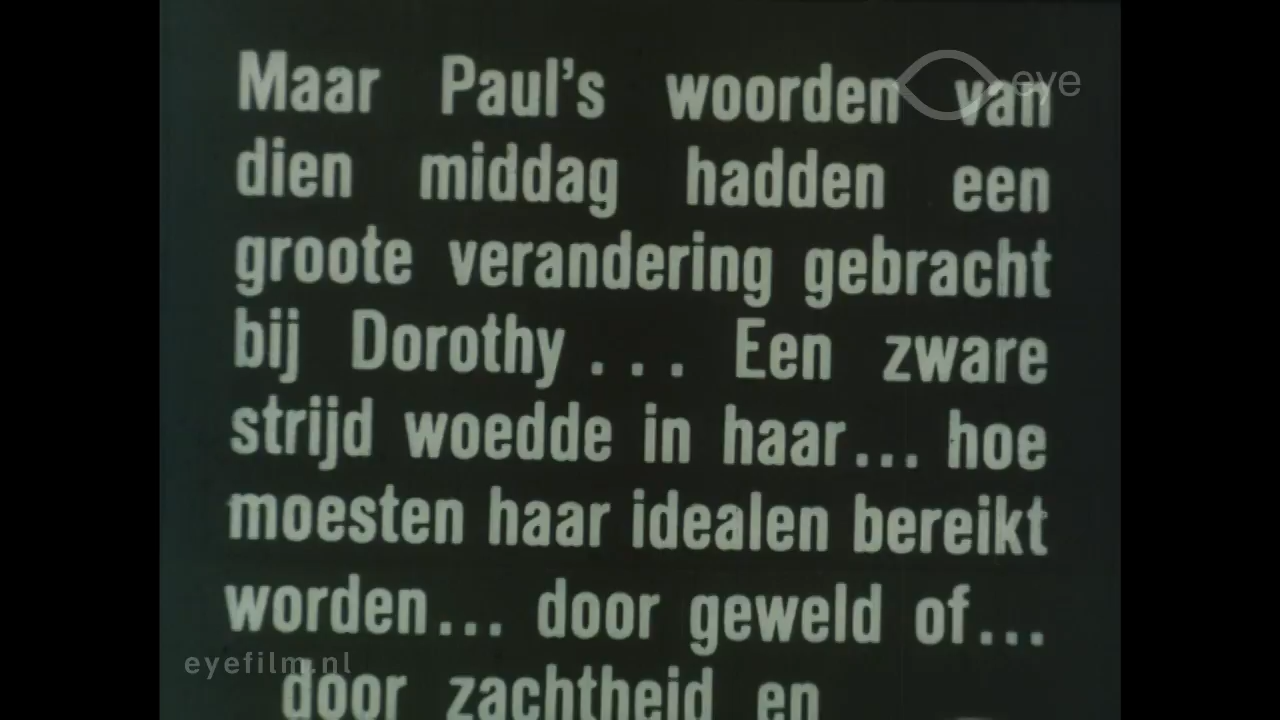 Maar Paul's woorden van
dien middag hadden een
groote verandering gebracht
bij Dorothy . . . Een zware
strijd woedde in haar... hoe
moesten haar idealen bereikt
worden... door geweld of...
door zachtheid en
eye
eyefilm.nl